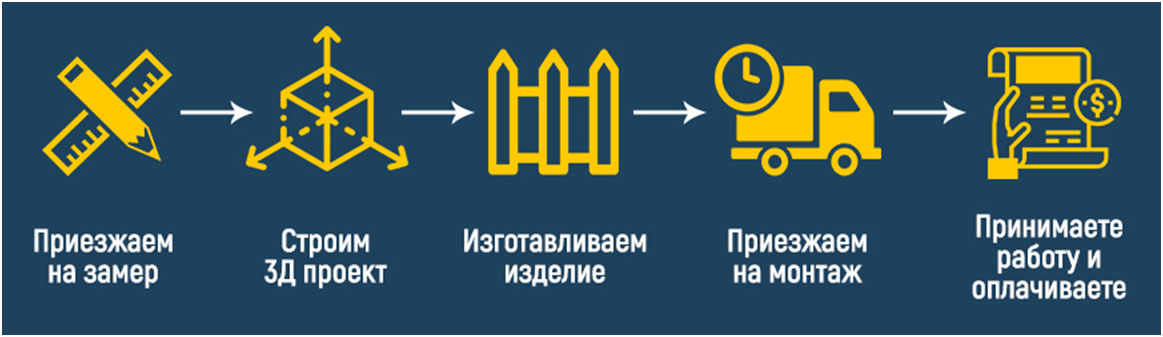 Приезжаем
на замер
Строим
3Д проект
Изготавливаем
изделие
Приезжаем
на монтаж
Принимаете
работу и
оплачиваете
$